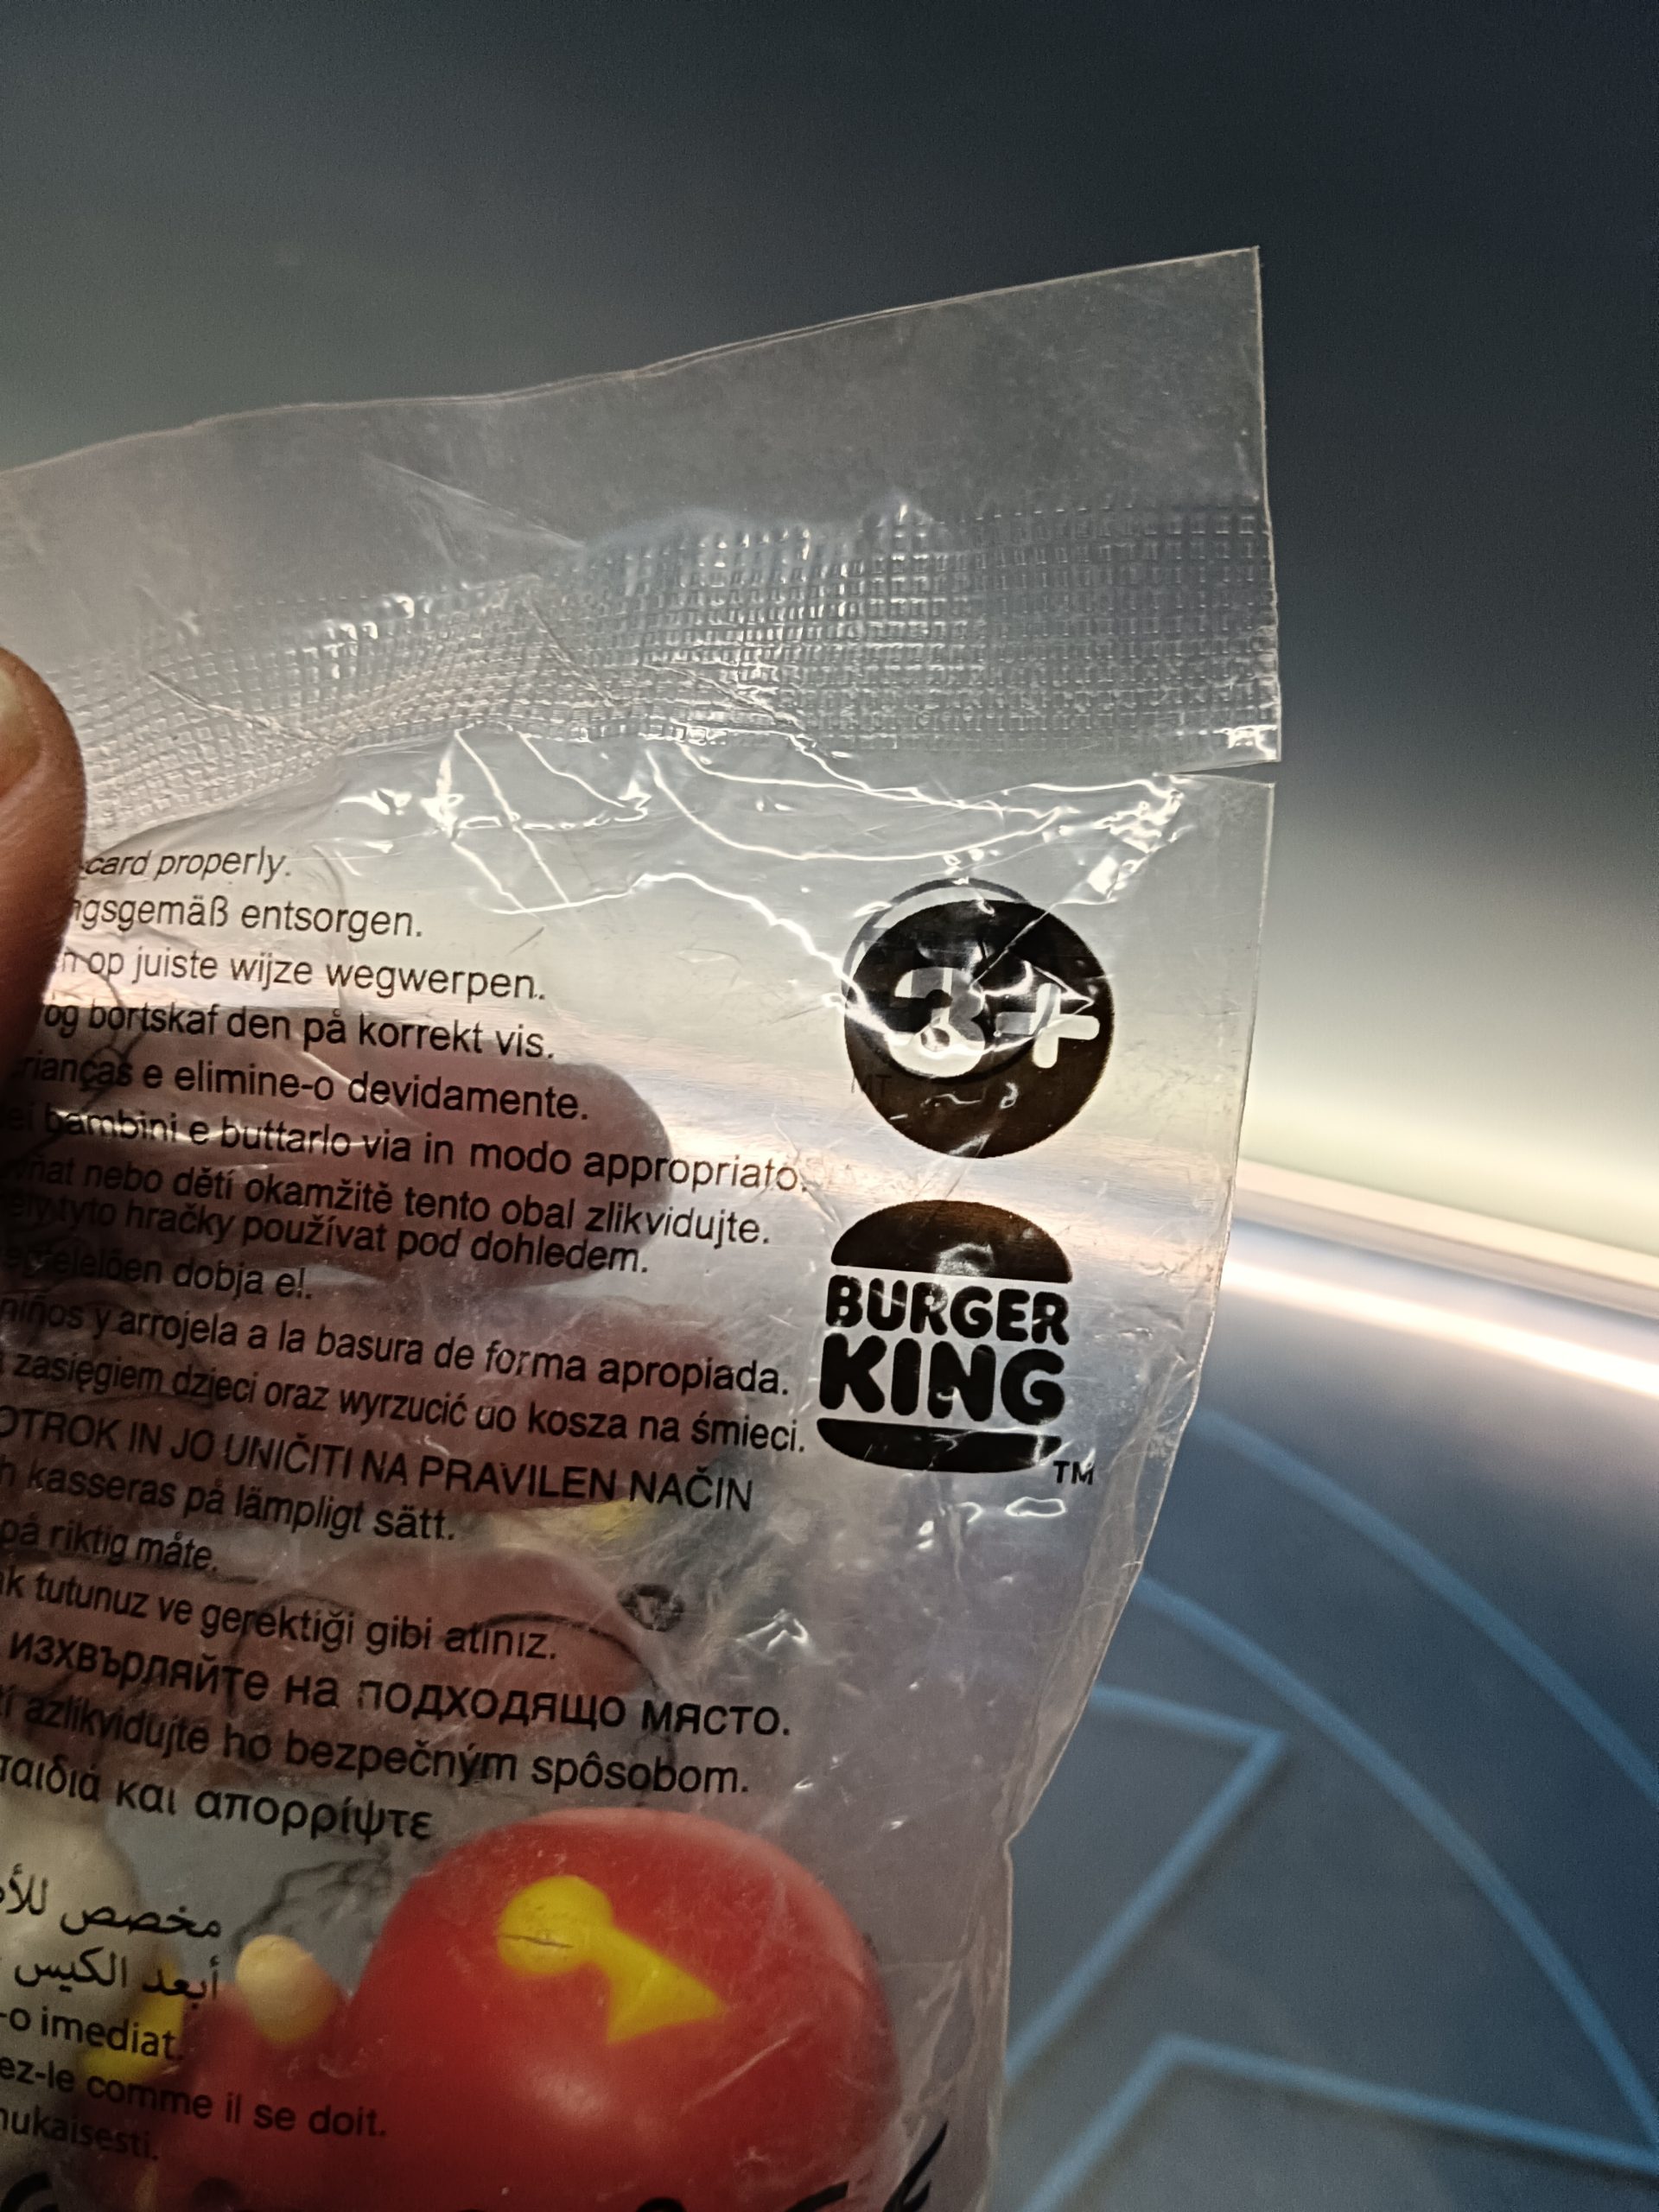 card properly.
entsorgen.
op juiste wijze wegwerpen.
og bortskaf den på korrekt vis.
e elimine-o devidamente.
bambini e buttarlo via in modo appropriato.
nebo dětí okamžitě tento obal zlikvidujte.
tyto hračky používat pod dohledem.
dobja el.
niños y arrojela a la basura de forma apropiada.
zasięgiem dzieci oraz wyrzucić do kosza na śmieci.
OTROK IN JO UNIČITI NA PRAVILEN NAČIN
kasseras på lämpligt sätt.
på riktig måte.
tutunuz ve gerektiği gibi atınız.
изхвърляйте на подходящо място.
azlikvidujte ho bezpečným spôsobom.
παιδιά και απορρίψτε
مخصص
أبعد الكيس
-o imediat.
ez-le comme il se doit.
3+
BURGER
KING
TM